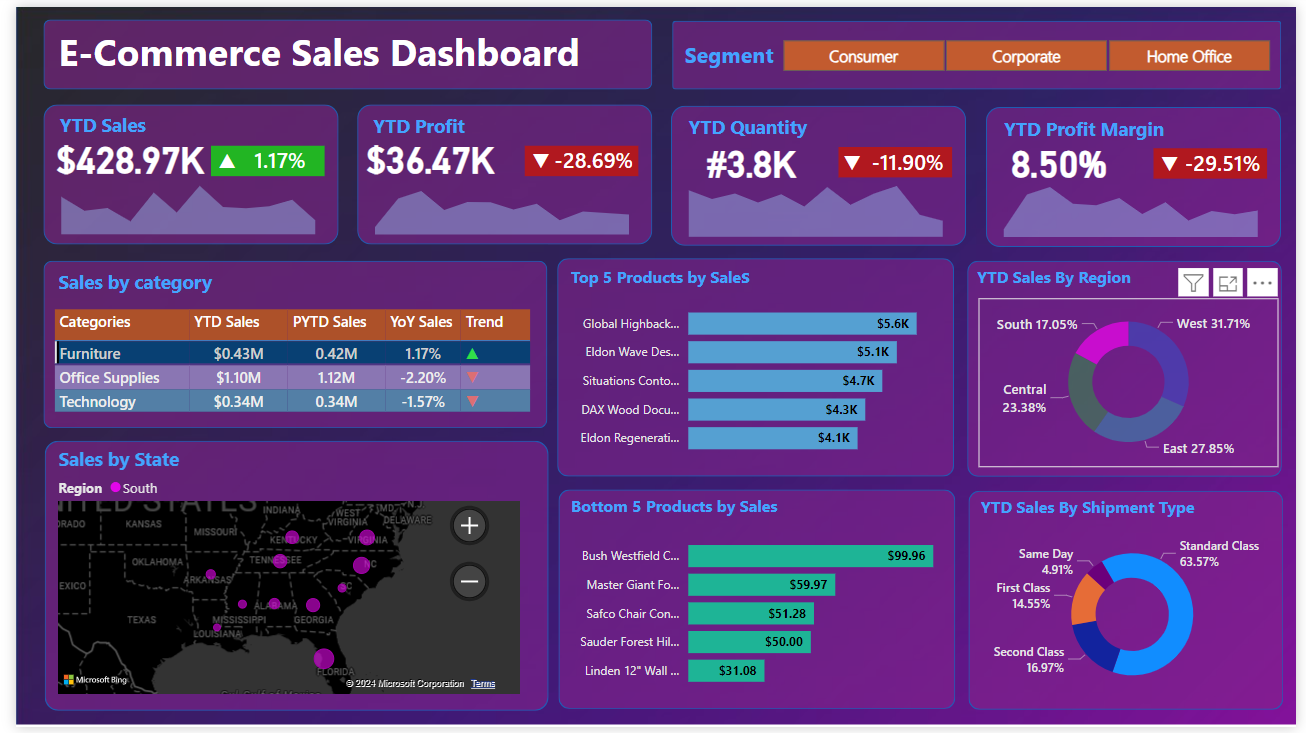 E-Commerce Sales Dashboard
Segment
Consumer
Corporate
Home Office
YTD Sales
$428.97K ▲ 1.17%
YTD Profit
$36.47K ▼ -28.69%
YTD Quantity
#3.8K ▼ -11.90%
YTD Profit Margin
8.50% ▼ -29.51%
Sales by category
Categories YTD Sales PYTD Sales YoY Sales Trend
Furniture $0.43M 0.42M 1.17% ▲
Office Supplies $1.10M 1.12M -2.20% ▼
Technology $0.34M 0.34M -1.57% ▼
Top 5 Products by Sales
Global Highback... $5.6K
Eldon Wave Des... $5.1K
Situations Conto... $4.7K
DAX Wood Docu... $4.3K
Eldon Regenerati... $4.1K
YTD Sales By Region
South 17.05%
West 31.71%
Central
23.38%
East 27.85%
Sales by State
Region South
UNITED STATES
KANSAS
MISSOURI
INDIANA
WEST
VIRGINIA
DELAWARE
KENTUCKY
VIRGINIA
OKLAHOMA
TENNESSEE
NC
ARKANSAS
SC
TEXAS
MISSISSIPPI
ALABAMA
GEORGIA
LOUISIANA
FLORIDA
Microsoft Bing
© 2024 Microsoft Corporation Terms
Bottom 5 Products by Sales
Bush Westfield C... $99.96
Master Giant Fo... $59.97
Safco Chair Con... $51.28
Sauder Forest Hil... $50.00
Linden 12" Wall ... $31.08
YTD Sales By Shipment Type
Same Day
4.91%
Standard Class
63.57%
First Class
14.55%
Second Class
16.97%